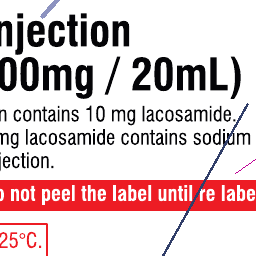 njection
00mg / 20mL)
n contains 10 mg lacosamide.
mg lacosamide contains sodium
jection.
o not peel the label until re labe
25°C.